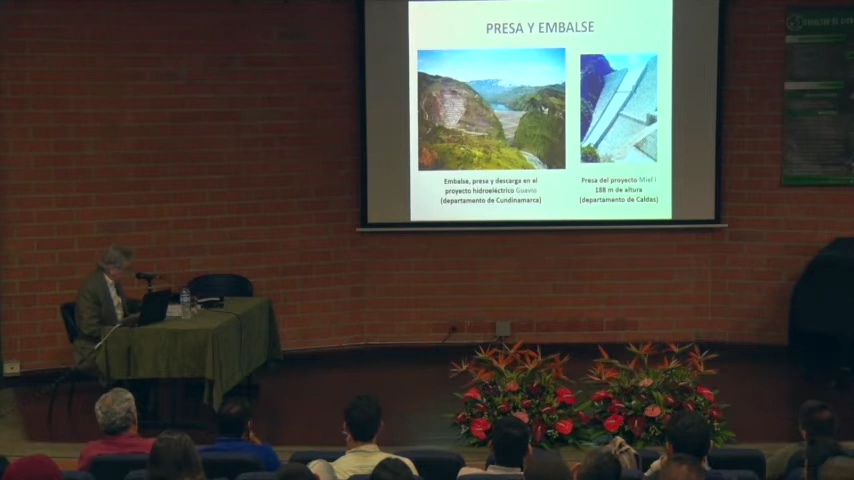 PRESA Y EMBALSE
Embalse, presa y descarga en el
proyecto hidroeléctrico Guavio
(departamento de Cundinamarca)
Presa del proyecto Miel I
188 m de altura
(departamento de Caldas)